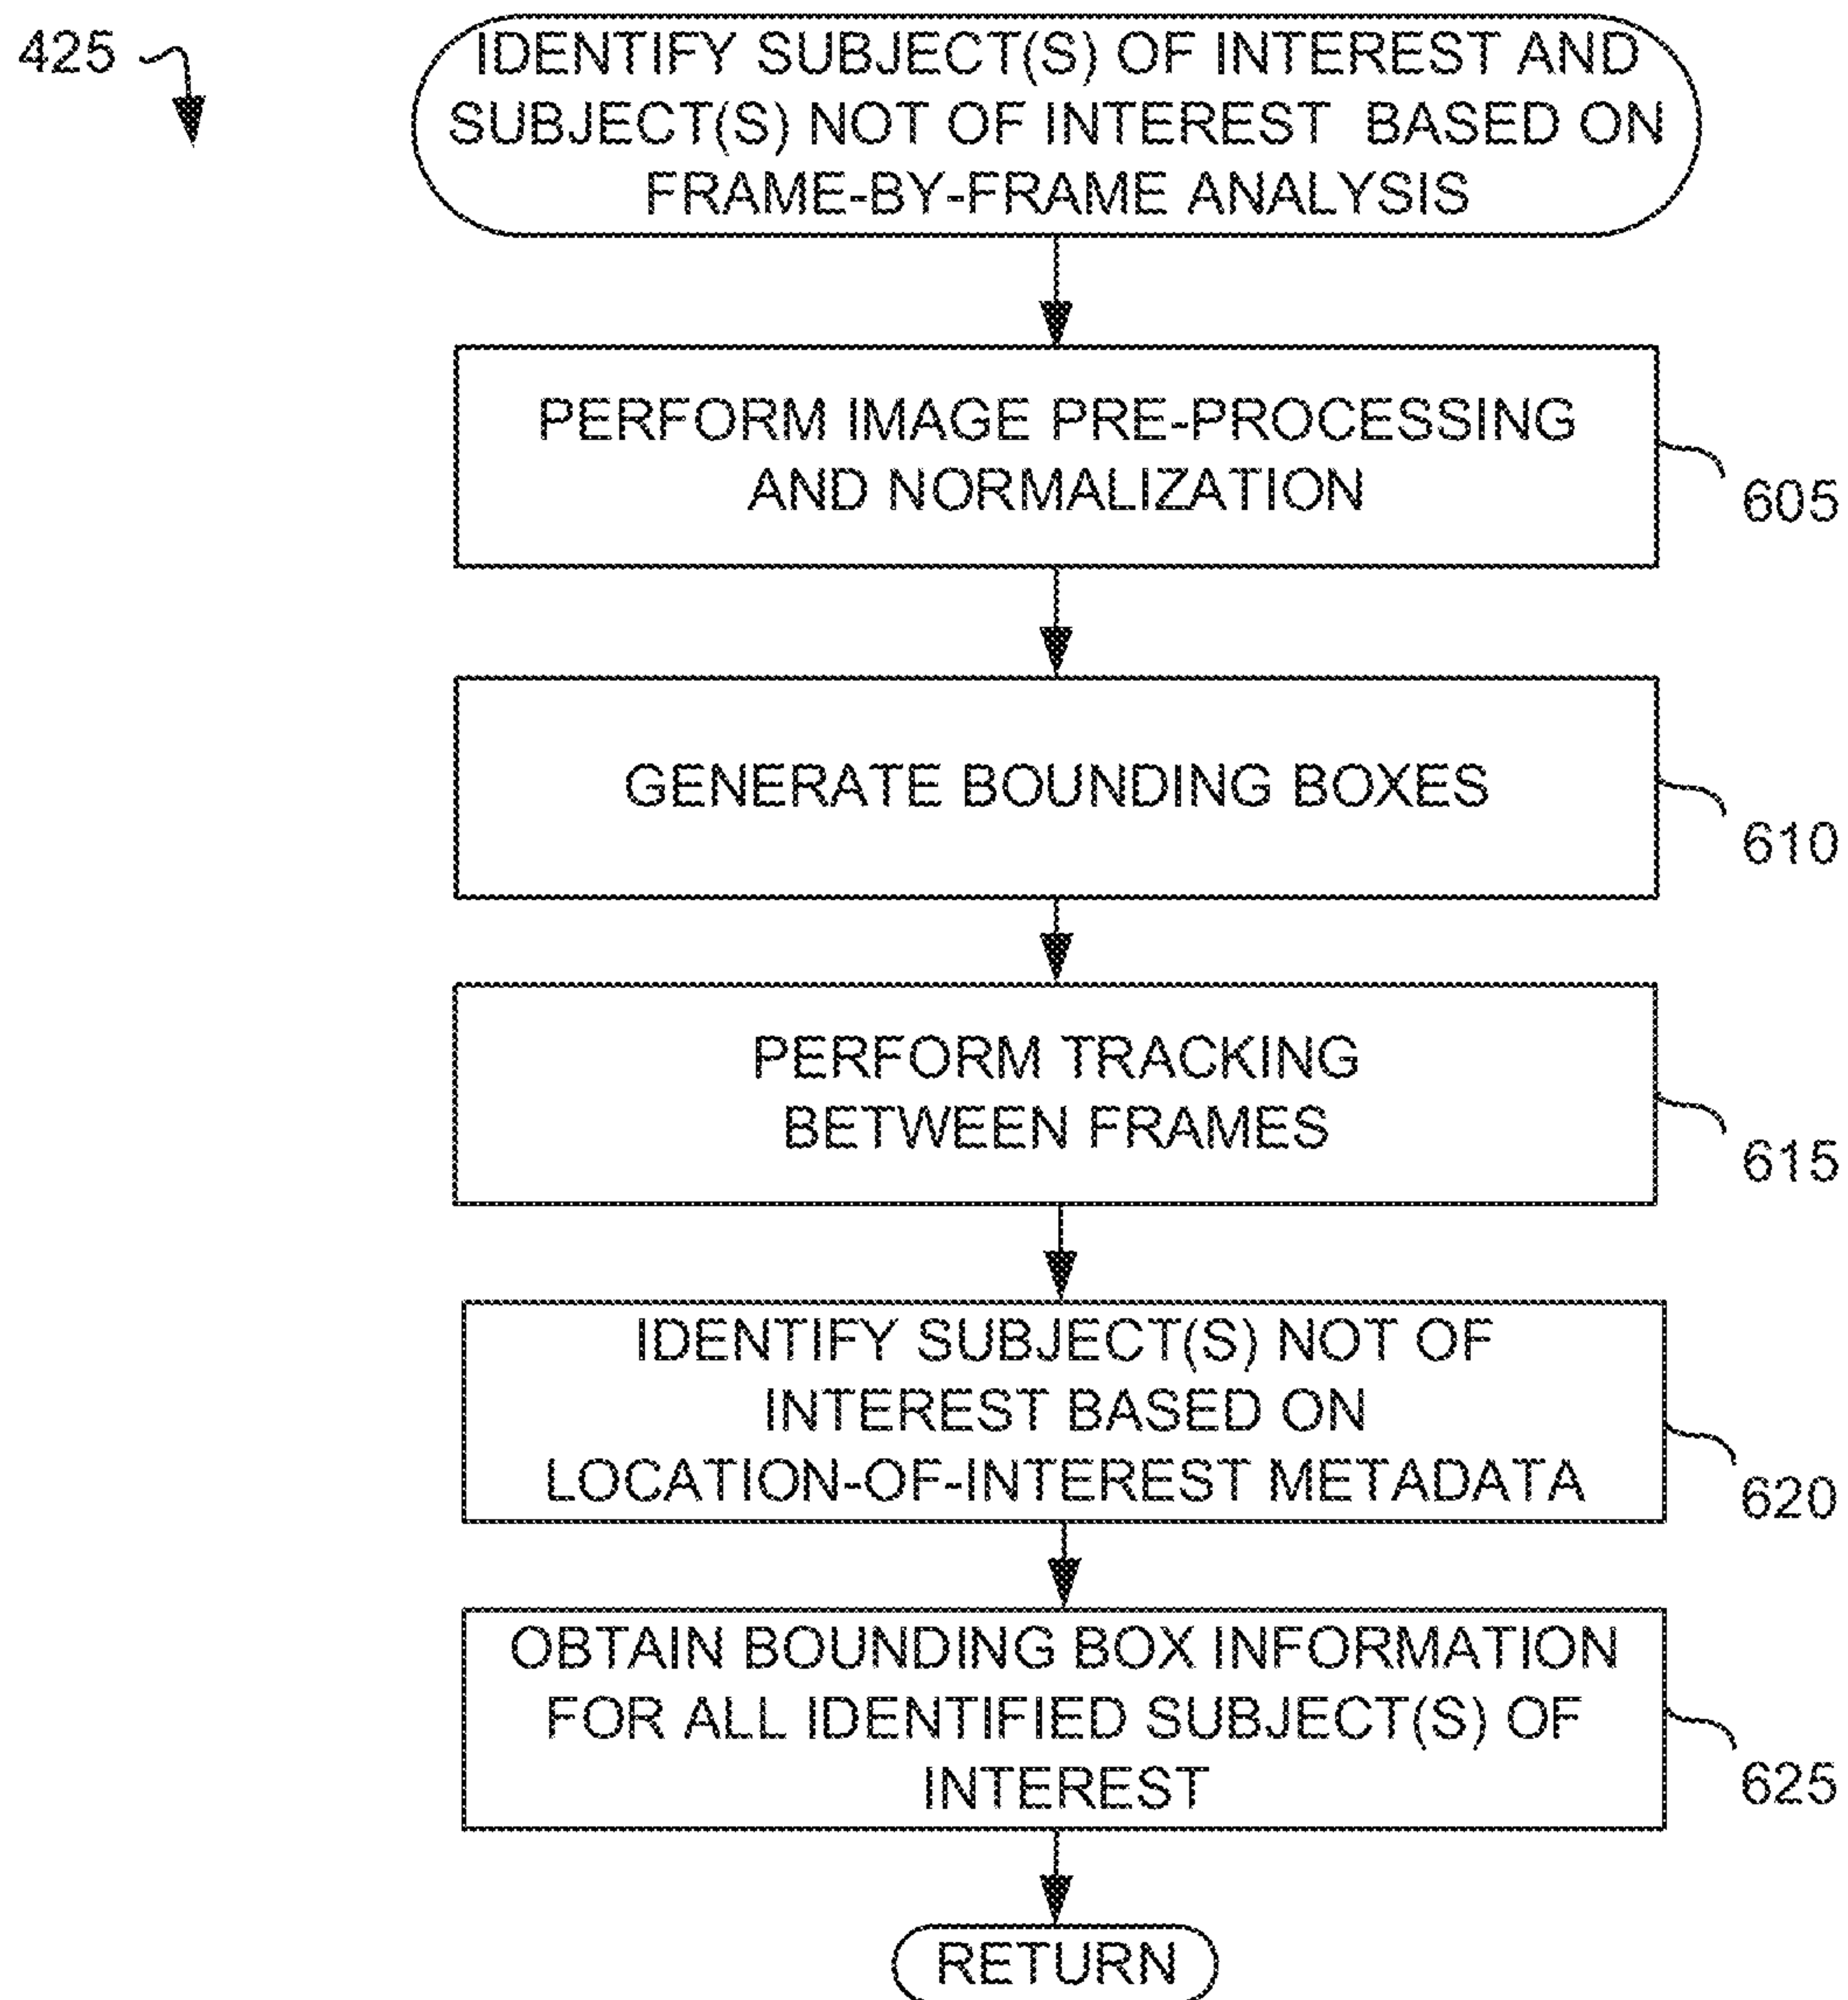 425
IDENTIFY SUBJECT(S) OF INTEREST AND
SUBJECT(S) NOT OF INTEREST BASED ON
FRAME-BY-FRAME ANALYSIS
PERFORM IMAGE PRE-PROCESSING
AND NORMALIZATION
605
GENERATE BOUNDING BOXES
610
PERFORM TRACKING
BETWEEN FRAMES
615
IDENTIFY SUBJECT(S) NOT OF
INTEREST BASED ON
LOCATION-OF-INTEREST METADATA
620
OBTAIN BOUNDING BOX INFORMATION
FOR ALL IDENTIFIED SUBJECT(S) OF
INTEREST
625
RETURN